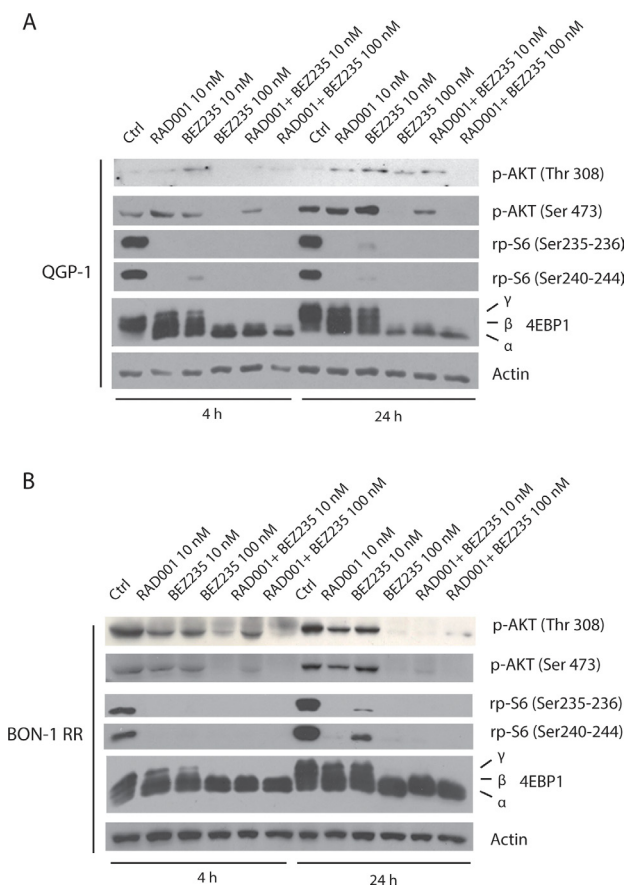 A
Ctrl
RAD001 10 nM
BEZ235 10 nM
BEZ235 100 nM
RAD001+ BEZ235 10 nM
RAD001+ BEZ235 100 nM
Ctrl
RAD001 10 nM
BEZ235 10 nM
BEZ235 100 nM
RAD001+ BEZ235 10 nM
RAD001+ BEZ235 100 nM
QGP-1
p-AKT (Thr 308)
p-AKT (Ser 473)
rp-S6 (Ser235-236)
rp-S6 (Ser240-244)
γ
β 4EBP1
α
Actin
4 h
24 h
B
Ctrl
RAD001 10 nM
BEZ235 10 nM
BEZ235 100 nM
RAD001+ BEZ235 10 nM
RAD001+ BEZ235 100 nM
Ctrl
RAD001 10 nM
BEZ235 10 nM
BEZ235 100 nM
RAD001+ BEZ235 10 nM
RAD001+ BEZ235 100 nM
BON-1 RR
p-AKT (Thr 308)
p-AKT (Ser 473)
rp-S6 (Ser235-236)
rp-S6 (Ser240-244)
γ
β 4EBP1
α
Actin
4 h
24 h